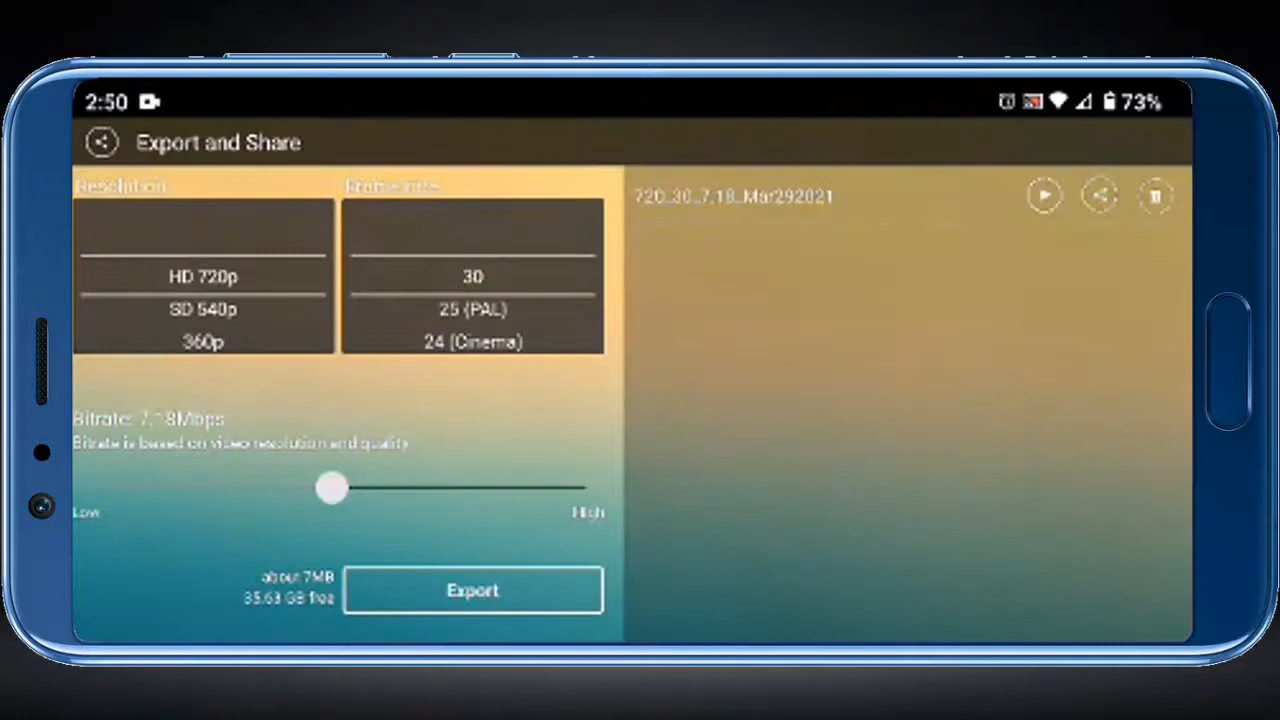 2:50
73%
Export and Share
Resolution
Frame rate
720_30_7.18_Mar292021
HD 720p
30
SD 540p
25 (PAL)
360p
24 (Cinema)
Bitrate: 7.18Mbps
Bitrate is based on video resolution and quality
Low
High
about 7MB
35.63 GB free
Export